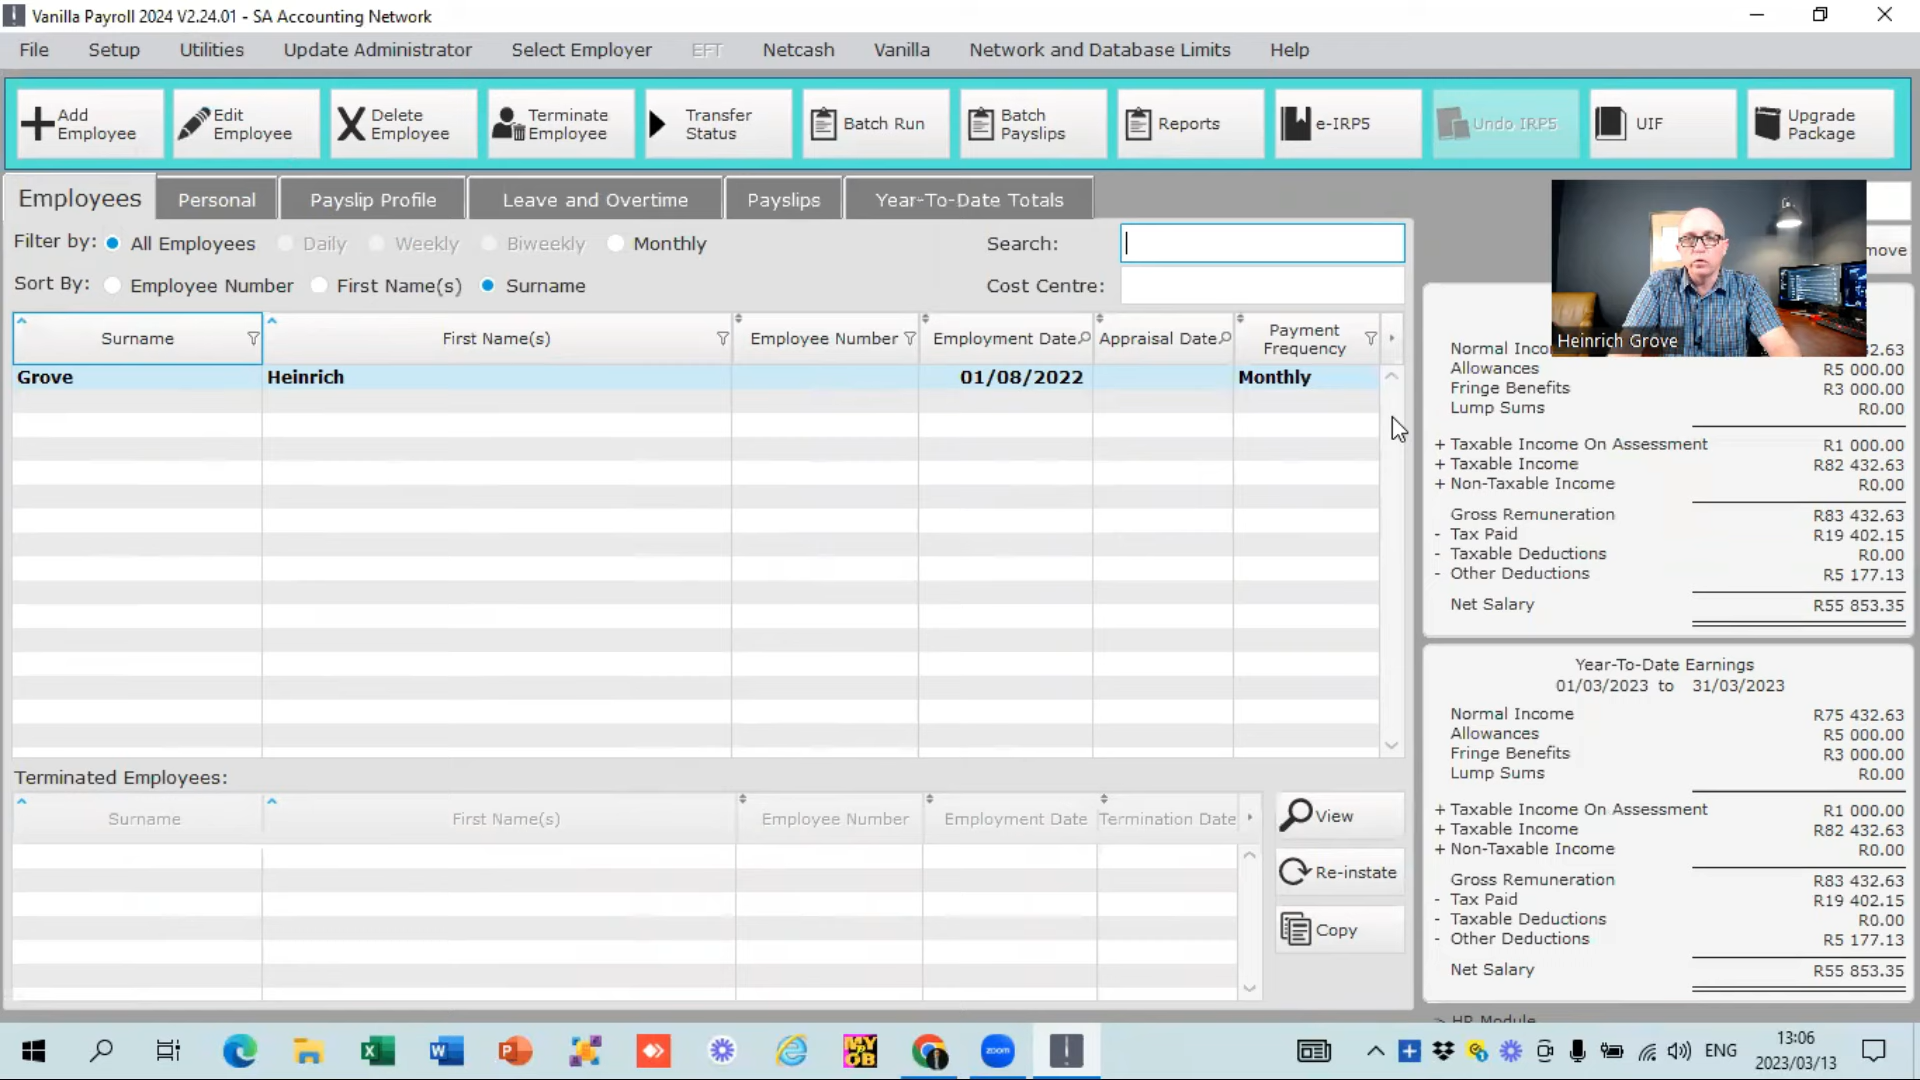 Vanilla Payroll 2024 V2.24.01 - SA Accounting Network
File Setup Utilities Update Administrator Select Employer EFT Netcash Vanilla Network and Database Limits Help
Add Employee
Edit Employee
Delete Employee
Terminate Employee
Transfer Status
Batch Run
Batch Payslips
Reports
e-IRP5
Undo IRP5
UIF
Upgrade Package
Employees Personal Payslip Profile Leave and Overtime Payslips Year-To-Date Totals
Filter by: All Employees Daily Weekly Biweekly Monthly Search:
Sort By: Employee Number First Name(s) Surname Cost Centre:
Surname First Name(s) Employee Number Employment Date Appraisal Date Payment Frequency
Grove Heinrich 01/08/2022 Monthly
Terminated Employees:
Surname First Name(s) Employee Number Employment Date Termination Date
View
Re-instate
Copy
Heinrich Grove
Allowances R5 000.00
Fringe Benefits R3 000.00
Lump Sums R0.00
+ Taxable Income On Assessment R1 000.00
+ Taxable Income R82 432.63
+ Non-Taxable Income R0.00
Gross Remuneration R83 432.63
- Tax Paid R19 402.15
- Taxable Deductions R0.00
- Other Deductions R5 177.13
Net Salary R55 853.35
Year-To-Date Earnings
01/03/2023 to 31/03/2023
Normal Income R75 432.63
Allowances R5 000.00
Fringe Benefits R3 000.00
Lump Sums R0.00
+ Taxable Income On Assessment R1 000.00
+ Taxable Income R82 432.63
+ Non-Taxable Income R0.00
Gross Remuneration R83 432.63
- Tax Paid R19 402.15
- Taxable Deductions R0.00
- Other Deductions R5 177.13
Net Salary R55 853.35
> HR Module
MY
OB
zoom
ENG
13:06
2023/03/13